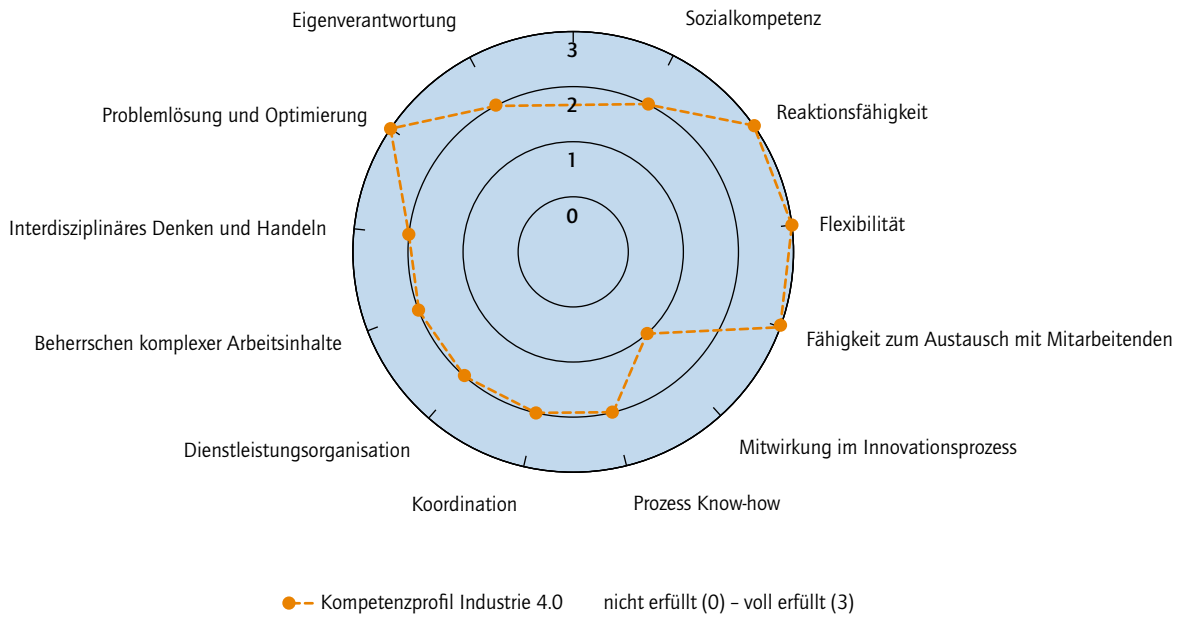 Eigenverantwortung
Sozialkompetenz
3
Problemlösung und Optimierung
2
Reaktionsfähigkeit
1
0
Interdisziplinäres Denken und Handeln
Flexibilität
Beherrschen komplexer Arbeitsinhalte
Fähigkeit zum Austausch mit Mitarbeitenden
Dienstleistungsorganisation
Mitwirkung im Innovationsprozess
Koordination
Prozess Know-how
Kompetenzprofil Industrie 4.0 nicht erfüllt (0) – voll erfüllt (3)